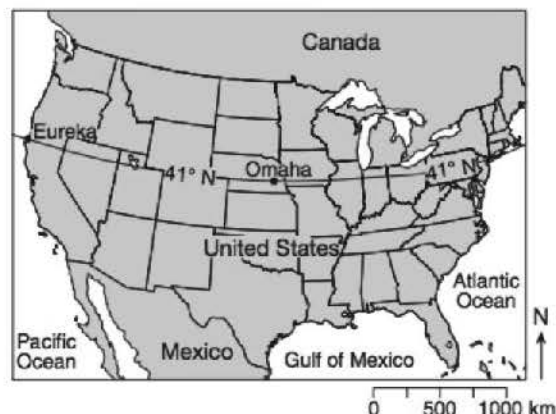 Canada
Eureka
41° N
Omaha
41° N
United States
Atlantic
Ocean
N
Pacific
Ocean
Mexico
Gulf of Mexico
0 500 1000 km